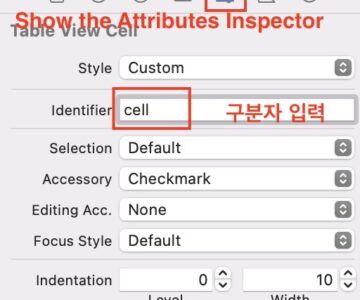 Show the Attributes Inspector
Table View Cell
Style Custom
Identifier cell 구분자 입력
Selection Default
Accessory Checkmark
Editing Acc. None
Focus Style Default
Indentation 0 10
Level Width